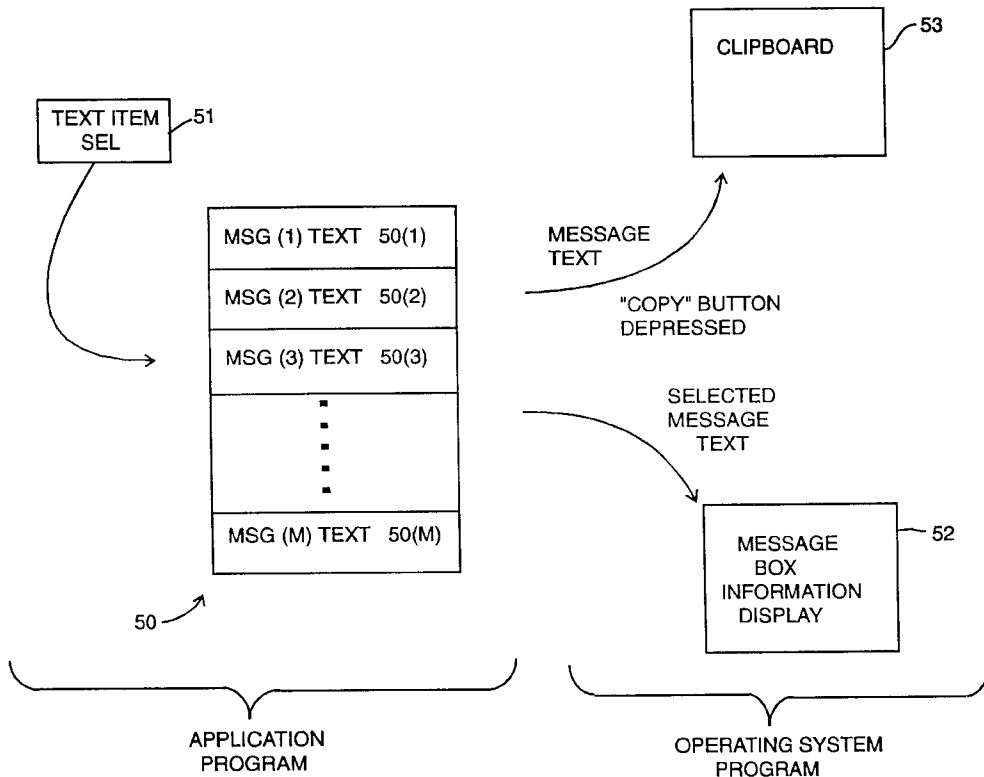 CLIPBOARD
53
TEXT ITEM
SEL
51
MSG (1) TEXT 50(1)
MSG (2) TEXT 50(2)
MSG (3) TEXT 50(3)
MSG (M) TEXT 50(M)
50
MESSAGE
TEXT
"COPY" BUTTON
DEPRESSED
SELECTED
MESSAGE
TEXT
MESSAGE
BOX
INFORMATION
DISPLAY
52
APPLICATION
PROGRAM
OPERATING SYSTEM
PROGRAM